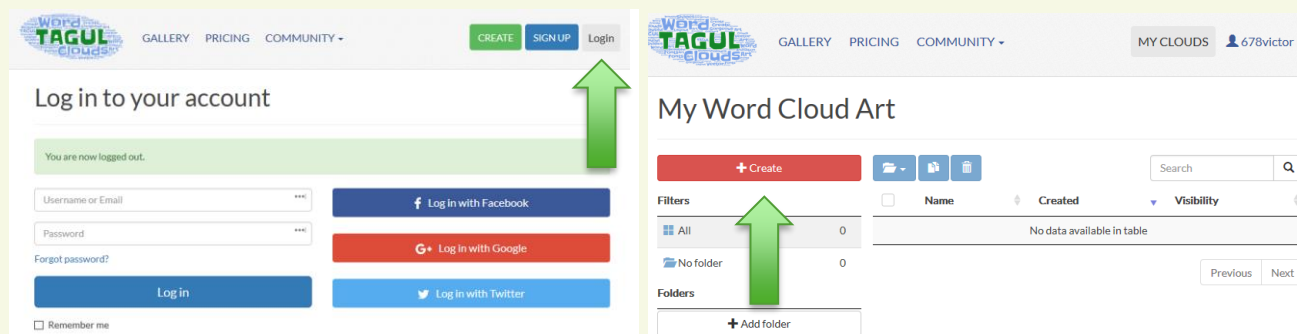 Word
TAGUL
Clouds
GALLERY PRICING COMMUNITY
CREATE SIGN UP Login
Log in to your account
You are now logged out.
Username or Email
Password
Forgot password?
Log in
Remember me
Log in with Facebook
G+ Log in with Google
Log in with Twitter
Word
TAGUL
Clouds
GALLERY PRICING COMMUNITY
MY CLOUDS 678victor
My Word Cloud Art
+ Create
Filters
All 0
No folder 0
Folders
+ Add folder
Search
Name Created Visibility
No data available in table
Previous Next